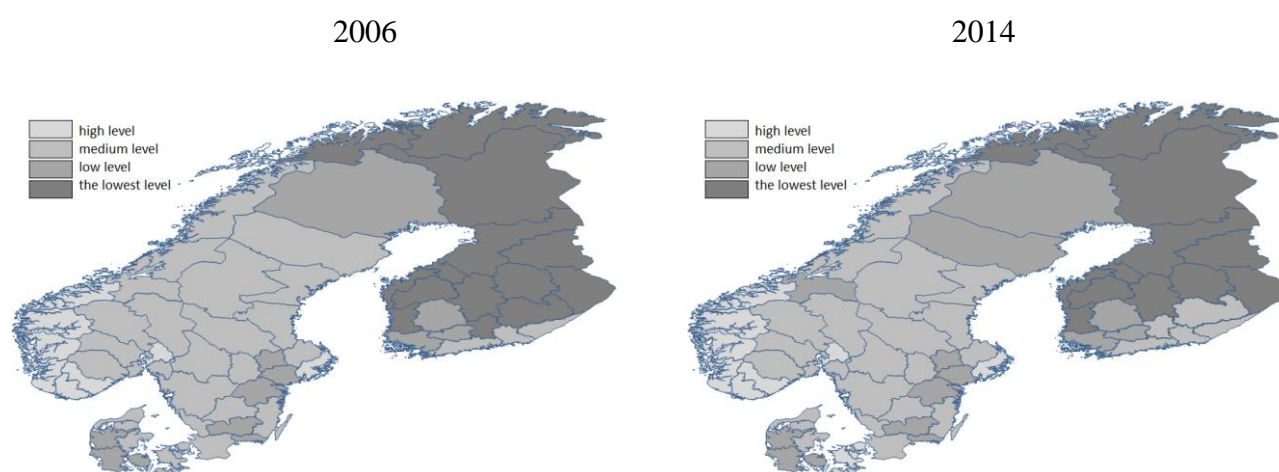 2006
2014
high level
medium level
low level
the lowest level
high level
medium level
low level
the lowest level